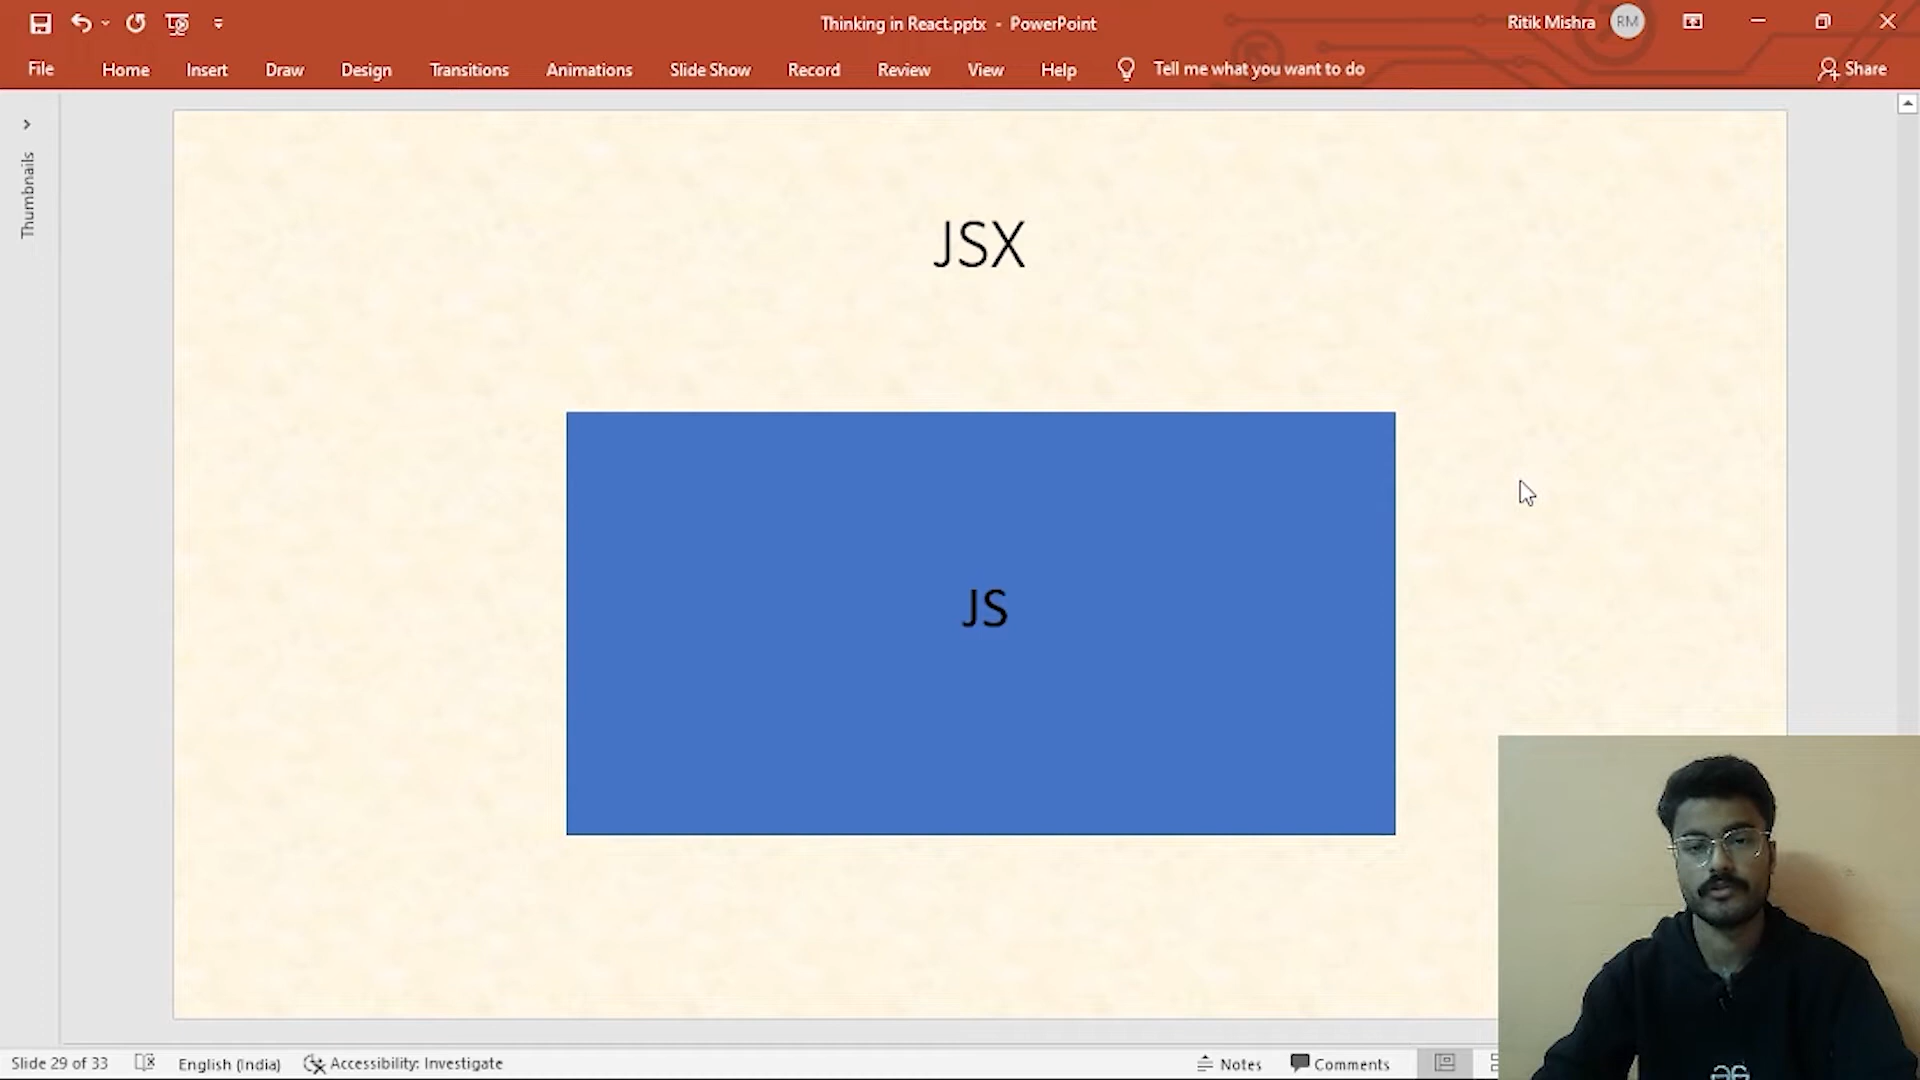 Thinking in React.pptx - PowerPoint
Ritik Mishra RM
File Home Insert Draw Design Transitions Animations Slide Show Record Review View Help Tell me what you want to do Share
Thumbnails
JSX
JS
Slide 29 of 33 English (India) Accessibility: Investigate Notes Comments